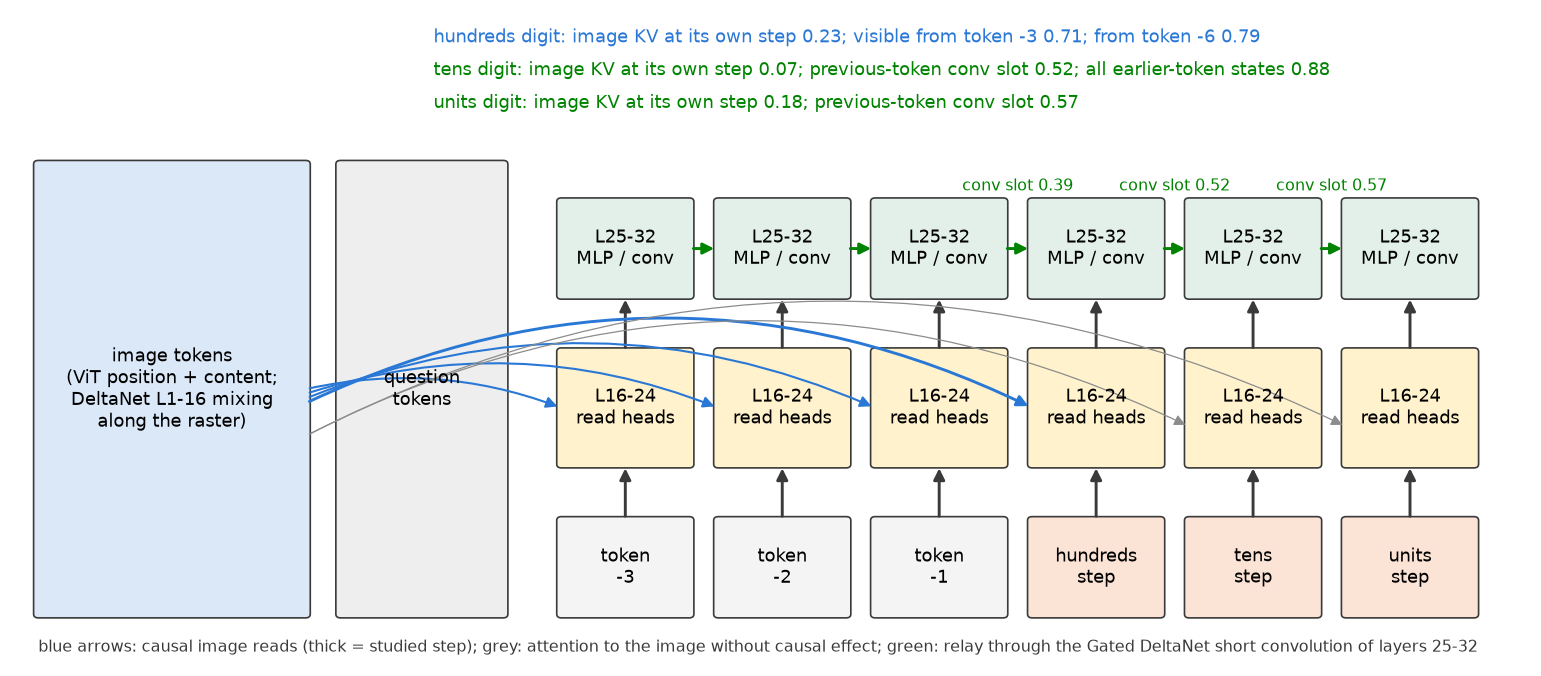 hundreds digit: image KV at its own step 0.23; visible from token -3 0.71; from token -6 0.79
tens digit: image KV at its own step 0.07; previous-token conv slot 0.52; all earlier-token states 0.88
units digit: image KV at its own step 0.18; previous-token conv slot 0.57
conv slot 0.39
conv slot 0.52
conv slot 0.57
L25-32
MLP / conv
L25-32
MLP / conv
L25-32
MLP / conv
L25-32
MLP / conv
L25-32
MLP / conv
L25-32
MLP / conv
image tokens
(ViT position + content;
DeltaNet L1-16 mixing
along the raster)
question
tokens
L16-24
read heads
L16-24
read heads
L16-24
read heads
L16-24
read heads
L16-24
read heads
L16-24
read heads
token
-3
token
-2
token
-1
hundreds
step
tens
step
units
step
blue arrows: causal image reads (thick = studied step); grey: attention to the image without causal effect; green: relay through the Gated DeltaNet short convolution of layers 25-32